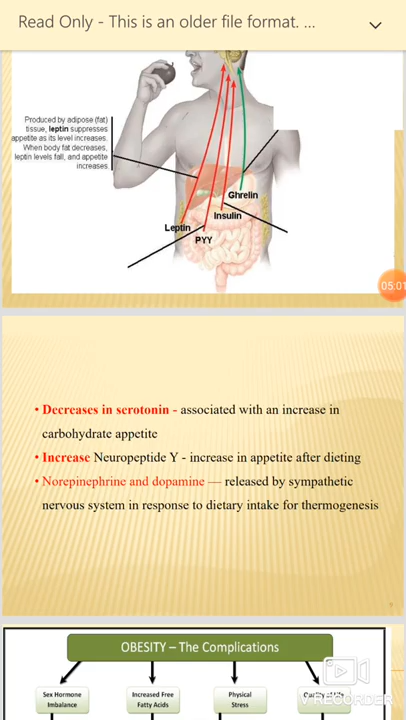 Read Only - This is an older file format. ...
Produced by adipose (fat)
tissue, leptin suppresses
appetite as its level increases.
When body fat decreases,
leptin levels fall, and appetite
increases.
Ghrelin
Insulin
Leptin
PYY
05:01
• Decreases in serotonin - associated with an increase in
carbohydrate appetite
• Increase Neuropeptide Y - increase in appetite after dieting
• Norepinephrine and dopamine — released by sympathetic
nervous system in response to dietary intake for thermogenesis
OBESITY – The Complications
Sex Hormone
Imbalance
Increased Free
Fatty Acids
Physical
Stress
Quality of Life
V RECORDER